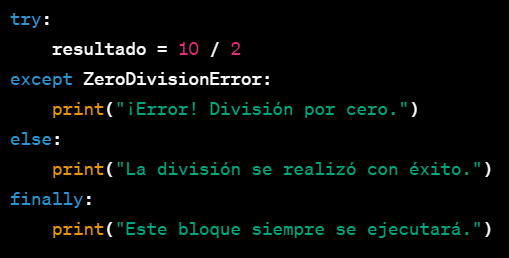 try:
    resultado = 10 / 2
except ZeroDivisionError:
    print("¡Error! División por cero.")
else:
    print("La división se realizó con éxito.")
finally:
    print("Este bloque siempre se ejecutará.")